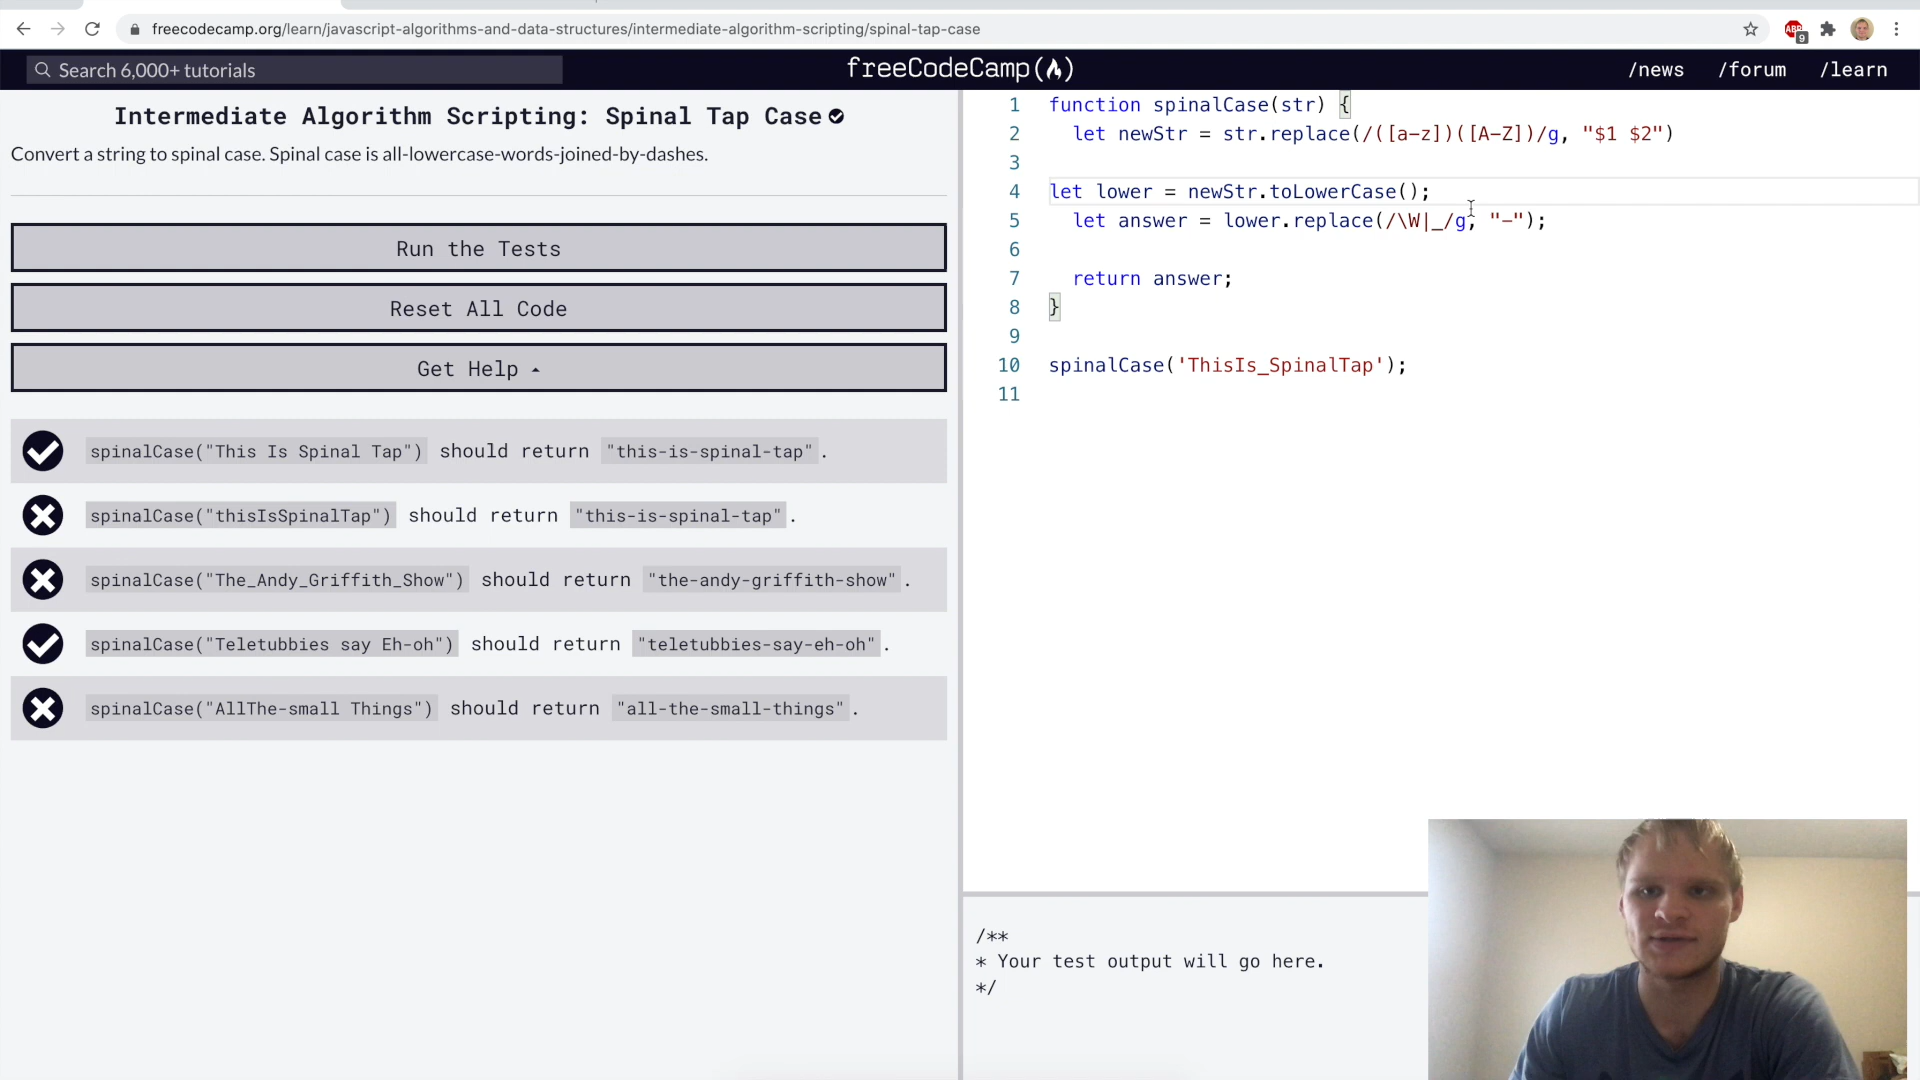 freecodecamp.org/learn/javascript-algorithms-and-data-structures/intermediate-algorithm-scripting/spinal-tap-case
ABP
9
Search 6,000+ tutorials
freeCodeCamp(🔥)
/news
/forum
/learn
Intermediate Algorithm Scripting: Spinal Tap Case
Convert a string to spinal case. Spinal case is all-lowercase-words-joined-by-dashes.
Run the Tests
Reset All Code
Get Help
spinalCase("This Is Spinal Tap") should return "this-is-spinal-tap".
spinalCase("thisIsSpinalTap") should return "this-is-spinal-tap".
spinalCase("The_Andy_Griffith_Show") should return "the-andy-griffith-show".
spinalCase("Teletubbies say Eh-oh") should return "teletubbies-say-eh-oh".
spinalCase("AllThe-small Things") should return "all-the-small-things".
1 function spinalCase(str) {
2 let newStr = str.replace(/([a-z])([A-Z])/g, "$1 $2")
3
4 let lower = newStr.toLowerCase();
5 let answer = lower.replace(/\W|_/g, "-");
6
7 return answer;
8 }
9
10 spinalCase('ThisIs_SpinalTap');
11
/**
* Your test output will go here.
*/